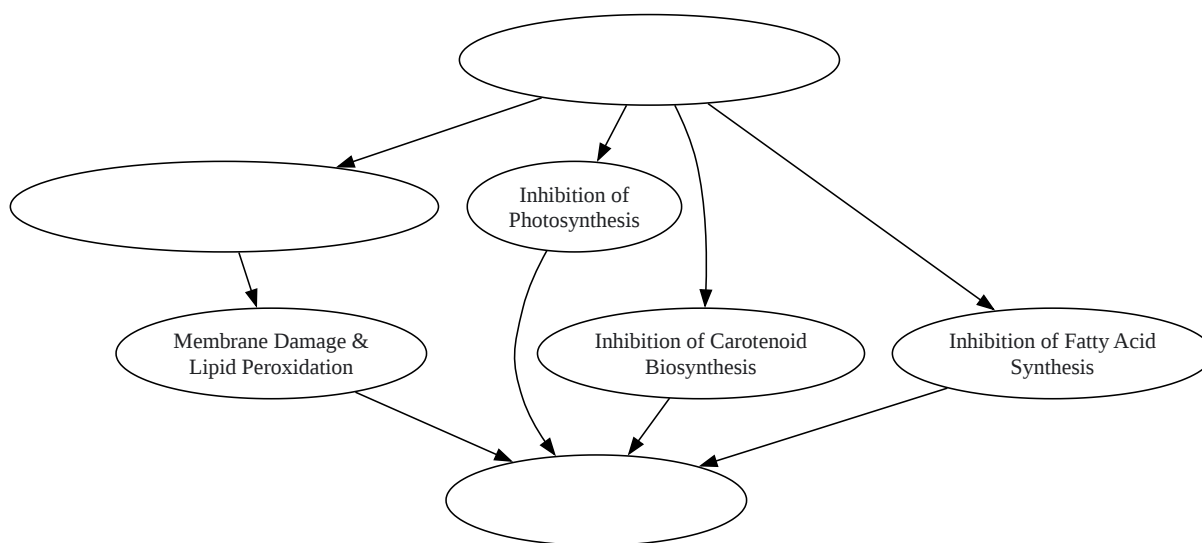 Inhibition of
Photosynthesis
Membrane Damage &
Lipid Peroxidation
Inhibition of Carotenoid
Biosynthesis
Inhibition of Fatty Acid
Synthesis